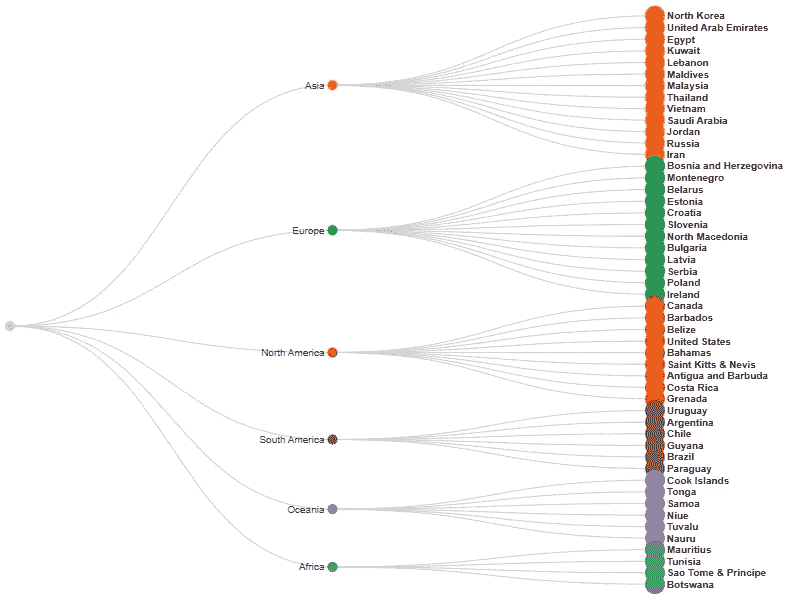 North Korea
United Arab Emirates
Egypt
Kuwait
Lebanon
Maldives
Asia
Malaysia
Thailand
Vietnam
Saudi Arabia
Jordan
Russia
Iran
Bosnia and Herzegovina
Montenegro
Belarus
Estonia
Croatia
Slovenia
Europe
North Macedonia
Bulgaria
Latvia
Serbia
Poland
Ireland
Canada
Barbados
Belize
United States
North America
Bahamas
Saint Kitts & Nevis
Antigua and Barbuda
Costa Rica
Grenada
Uruguay
Argentina
Chile
South America
Guyana
Brazil
Paraguay
Cook Islands
Tonga
Samoa
Oceania
Niue
Tuvalu
Nauru
Mauritius
Tunisia
Africa
Sao Tome & Principe
Botswana